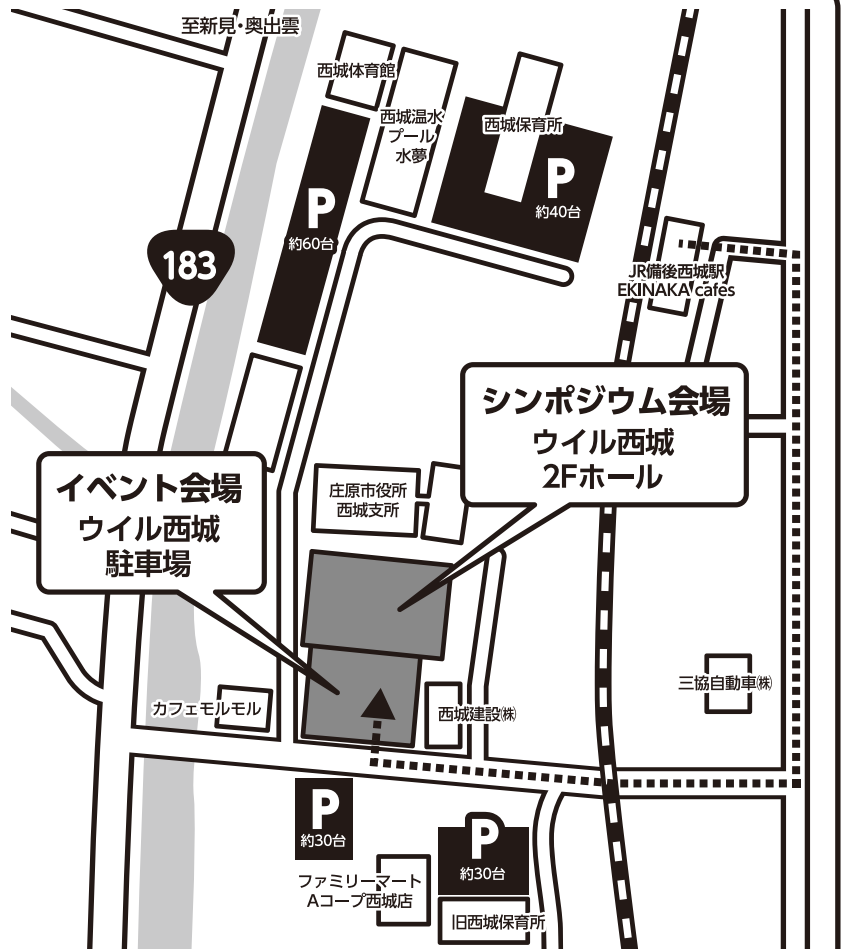 至新見・奥出雲
西城体育館
西城温水
プール
水夢
西城保育所
P
約40台
P
約60台
183
JR備後西城駅
EKINAKA cafes
シンポジウム会場
ウイル西城
2Fホール
イベント会場
ウイル西城
駐車場
庄原市役所
西城支所
カフェモルモル
西城建設㈱
三協自動車㈱
P
約30台
P
約30台
ファミリーマート
Aコープ西城店
旧西城保育所